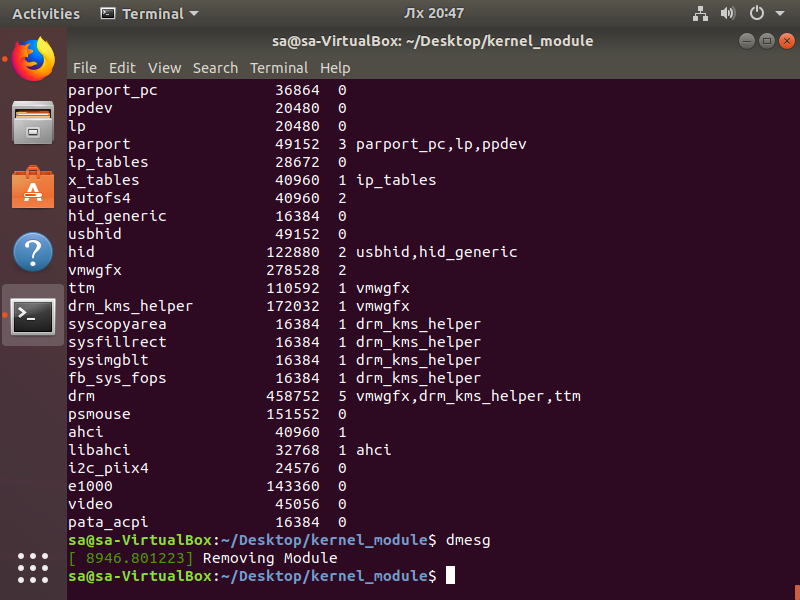 Activities Terminal Лх 20:47
sa@sa-VirtualBox: ~/Desktop/kernel_module
File Edit View Search Terminal Help
parport_pc 36864 0
ppdev 20480 0
lp 20480 0
parport 49152 3 parport_pc,lp,ppdev
ip_tables 28672 0
x_tables 40960 1 ip_tables
autofs4 40960 2
hid_generic 16384 0
usbhid 49152 0
hid 122880 2 usbhid,hid_generic
vmwgfx 278528 2
ttm 110592 1 vmwgfx
drm_kms_helper 172032 1 vmwgfx
syscopyarea 16384 1 drm_kms_helper
sysfillrect 16384 1 drm_kms_helper
sysimgblt 16384 1 drm_kms_helper
fb_sys_fops 16384 1 drm_kms_helper
drm 458752 5 vmwgfx,drm_kms_helper,ttm
psmouse 151552 0
ahci 40960 1
libahci 32768 1 ahci
i2c_piix4 24576 0
e1000 143360 0
video 45056 0
pata_acpi 16384 0
sa@sa-VirtualBox:~/Desktop/kernel_module$ dmesg
[ 8946.801223] Removing Module
sa@sa-VirtualBox:~/Desktop/kernel_module$